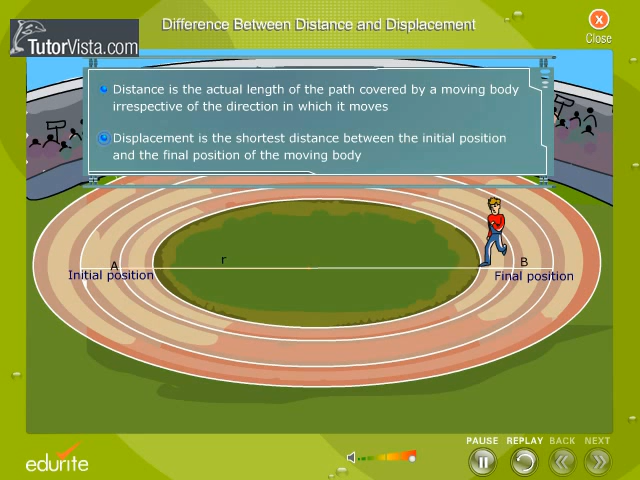 Difference Between Distance and Displacement
Close
TutorVista.com
Distance is the actual length of the path covered by a moving body
irrespective of the direction in which it moves
Displacement is the shortest distance between the initial position
and the final position of the moving body
A
r
B
Initial position
Final position
PAUSE REPLAY BACK NEXT
edurite